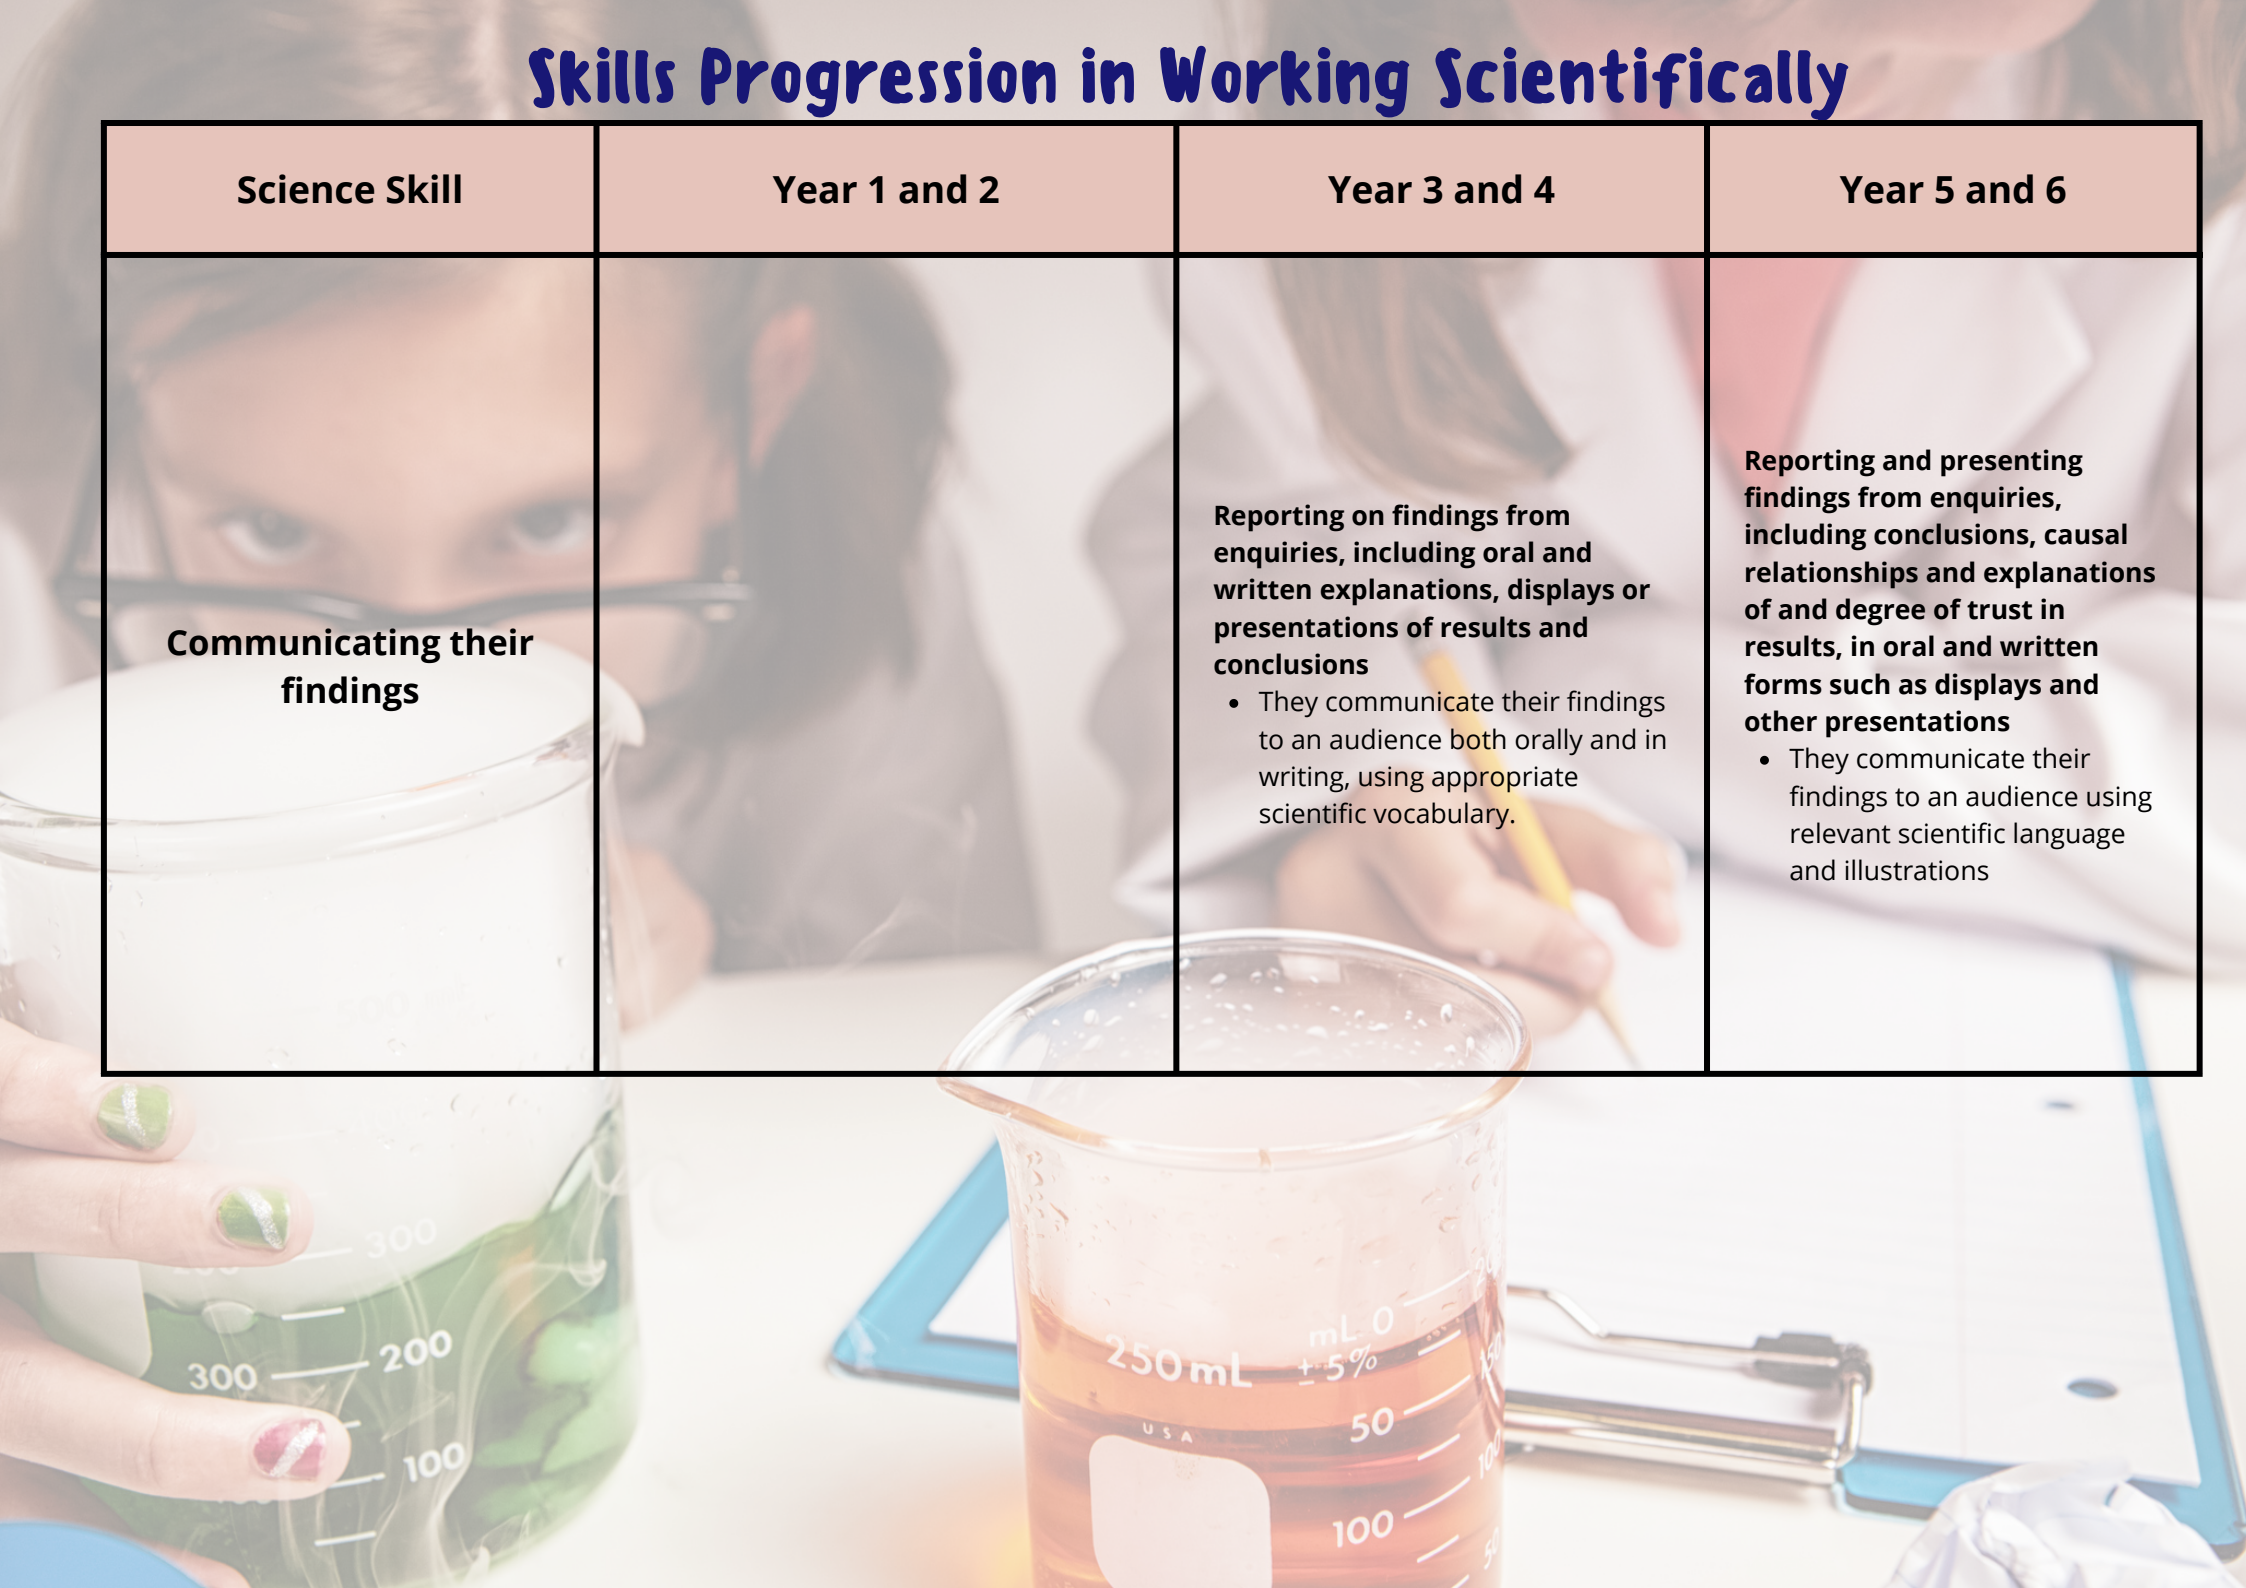 Skills Progression in Working Scientifically
Science Skill
Year 1 and 2
Year 3 and 4
Year 5 and 6
Communicating their
findings
Reporting on findings from
enquiries, including oral and
written explanations, displays or
presentations of results and
conclusions
• They communicate their findings
to an audience both orally and in
writing, using appropriate
scientific vocabulary.
Reporting and presenting
findings from enquiries,
including conclusions, causal
relationships and explanations
of and degree of trust in
results, in oral and written
forms such as displays and
other presentations
• They communicate their
findings to an audience using
relevant scientific language
and illustrations
300
300
200
100
250mL
mL 0
±5%
USA
50
100
150
100
50